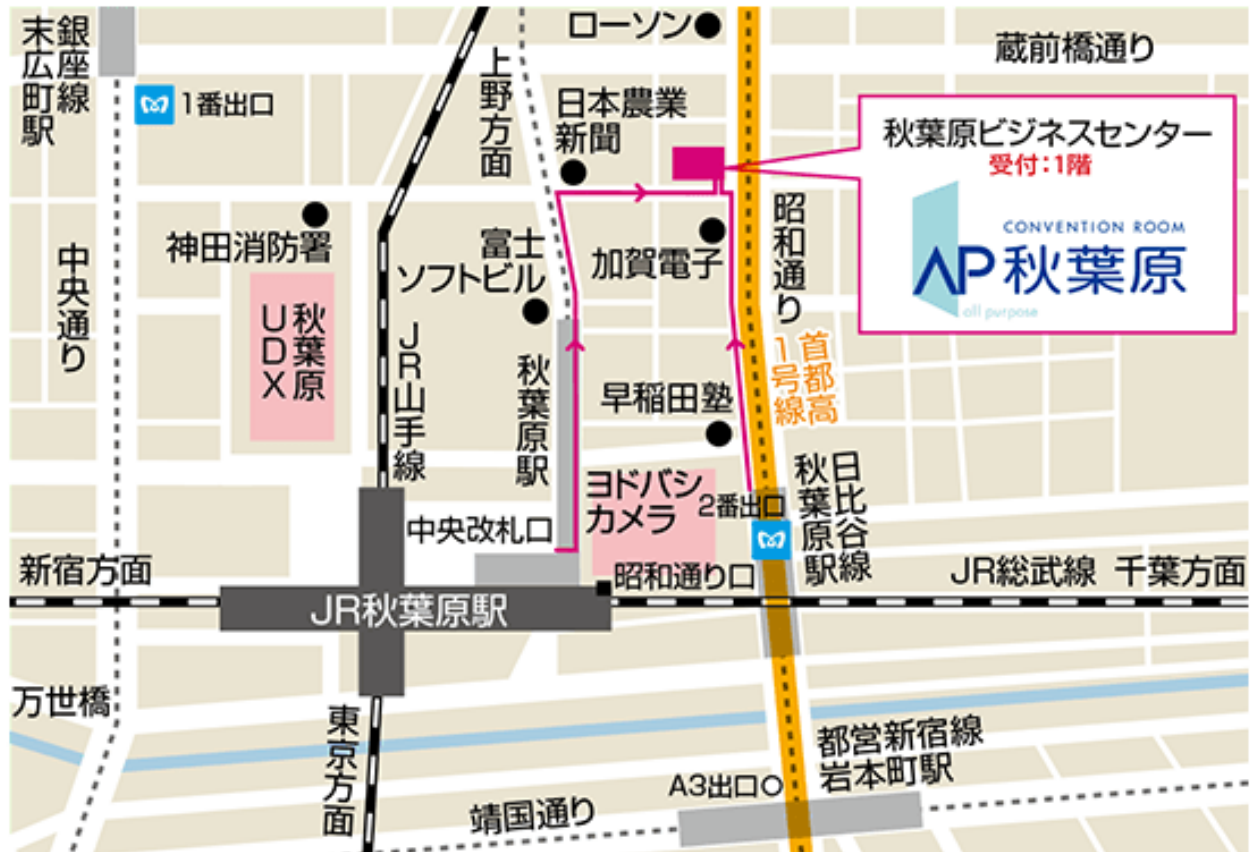 銀座線
末広町駅
1番出口
上野方面
ローソン
蔵前橋通り
日本農業
新聞
秋葉原ビジネスセンター
受付：1階
CONVENTION ROOM
AP秋葉原
all purpose
神田消防署
中央通り
秋葉原
UDX
JR山手線
富士
ソフトビル
加賀電子
昭和通り
首都高
1号線
秋葉原駅
早稲田塾
ヨドバシ
カメラ
2番出口
日比谷線
秋葉原駅
中央改札口
昭和通り口
新宿方面
JR秋葉原駅
JR総武線 千葉方面
万世橋
東京方面
都営新宿線
岩本町駅
A3出口
靖国通り